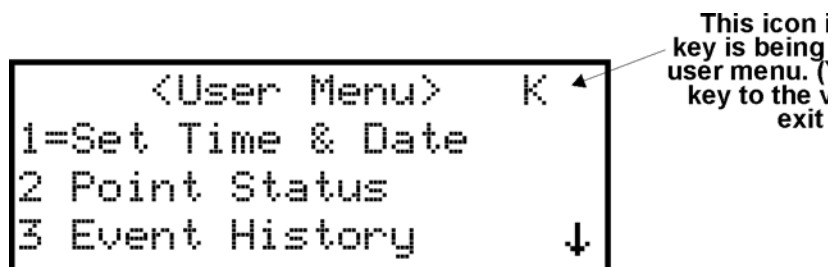 <User Menu> K
1=Set Time & Date
2 Point Status
3 Event History ↓
This icon
key is being
user menu.
key to the
exit